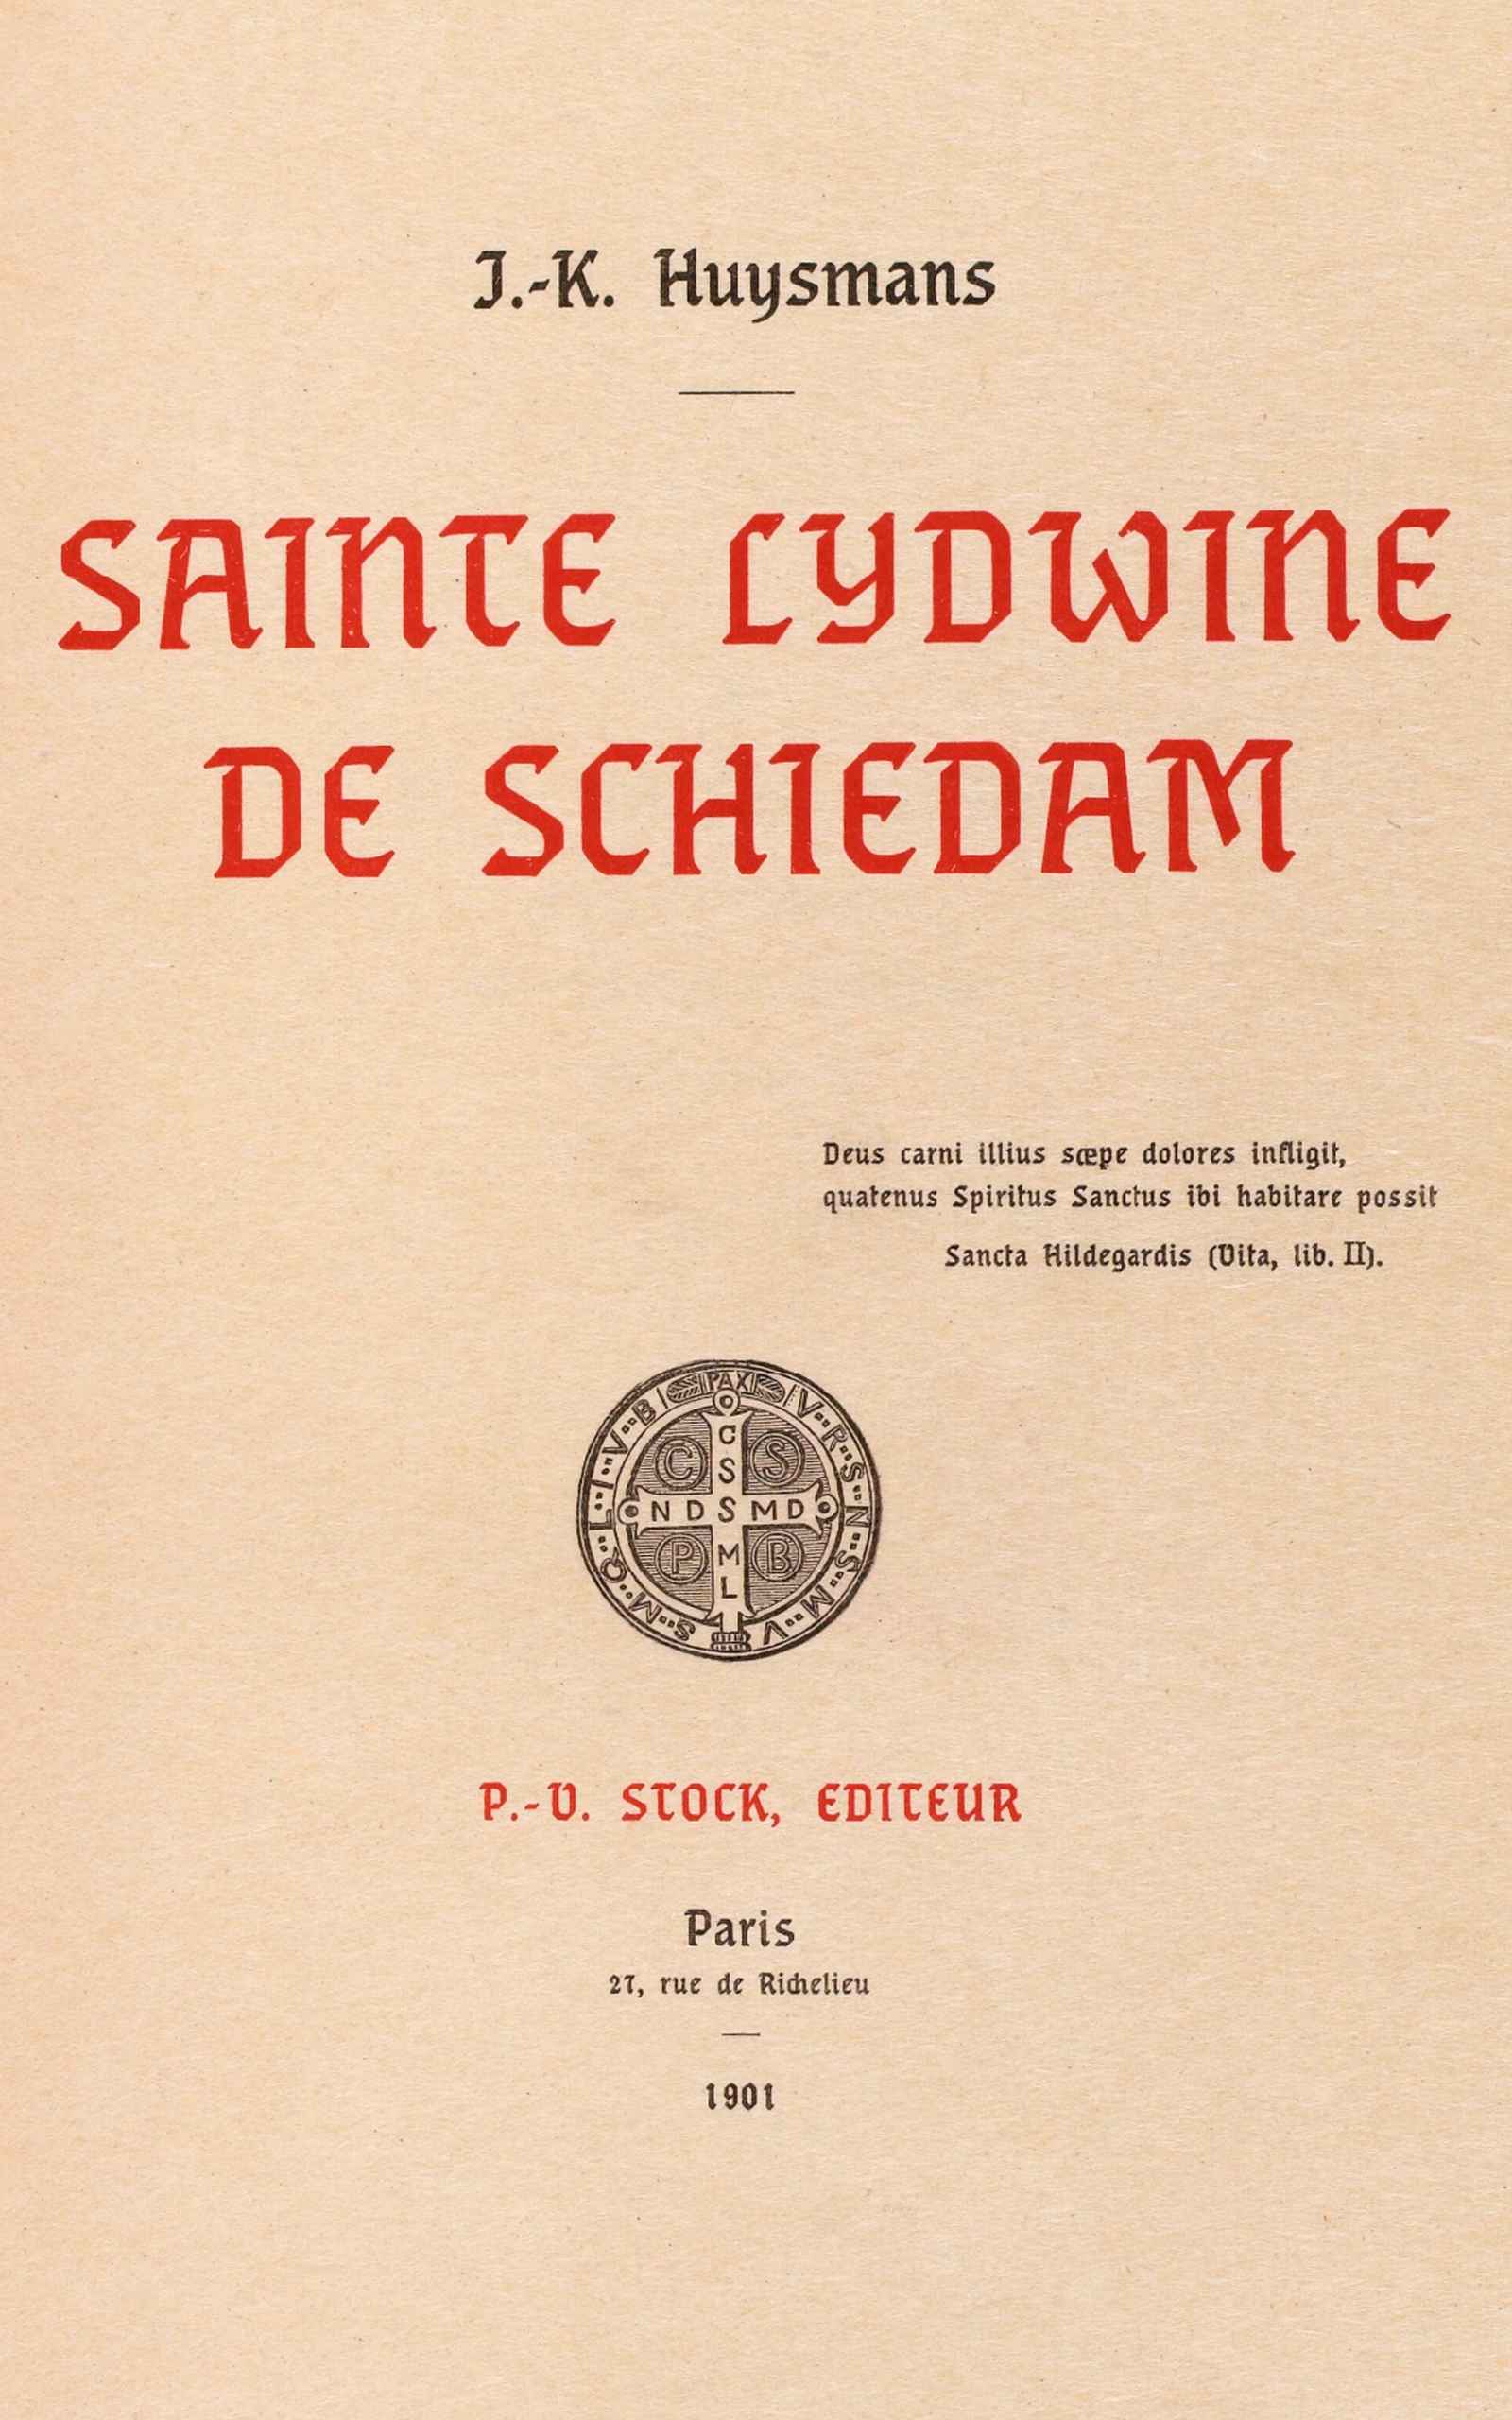 J.-K. Huysmans
SAINTE LYDWINE
DE SCHIEDAM
Deus carni illius sæpe dolores infligit,
quatenus Spiritus Sanctus ibi habitare possit
Sancta Hildegardis (Vita, lib. II).
PAX
V·R·S·N·S·M·V
S·M·Q·L·I·V·B
C S
C
S
N D S M D
M
L
P B
P.-V. STOCK, EDITEUR
Paris
27, rue de Richelieu
1901